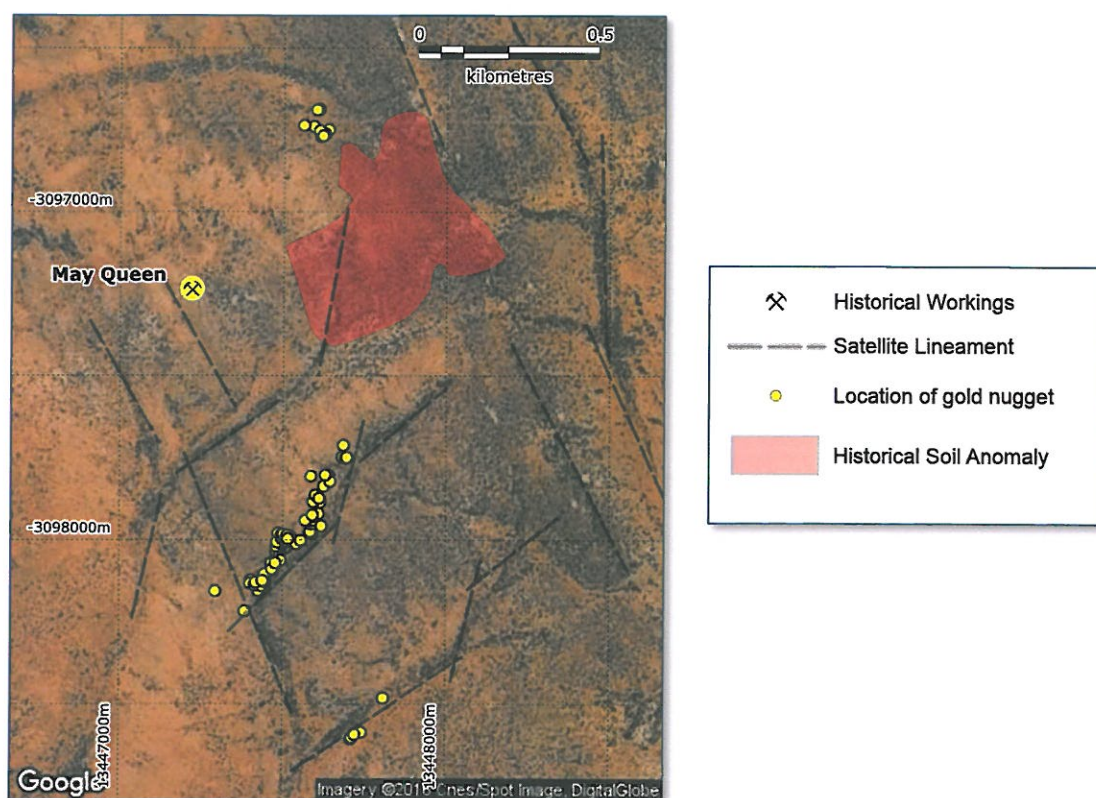 0 0.5
kilometres
-3097000m
May Queen
-3098000m
13447000m
13448000m
Google
Imagery ©2016 Cnes/Spot Image, DigitalGlobe
Historical Workings
Satellite Lineament
Location of gold nugget
Historical Soil Anomaly